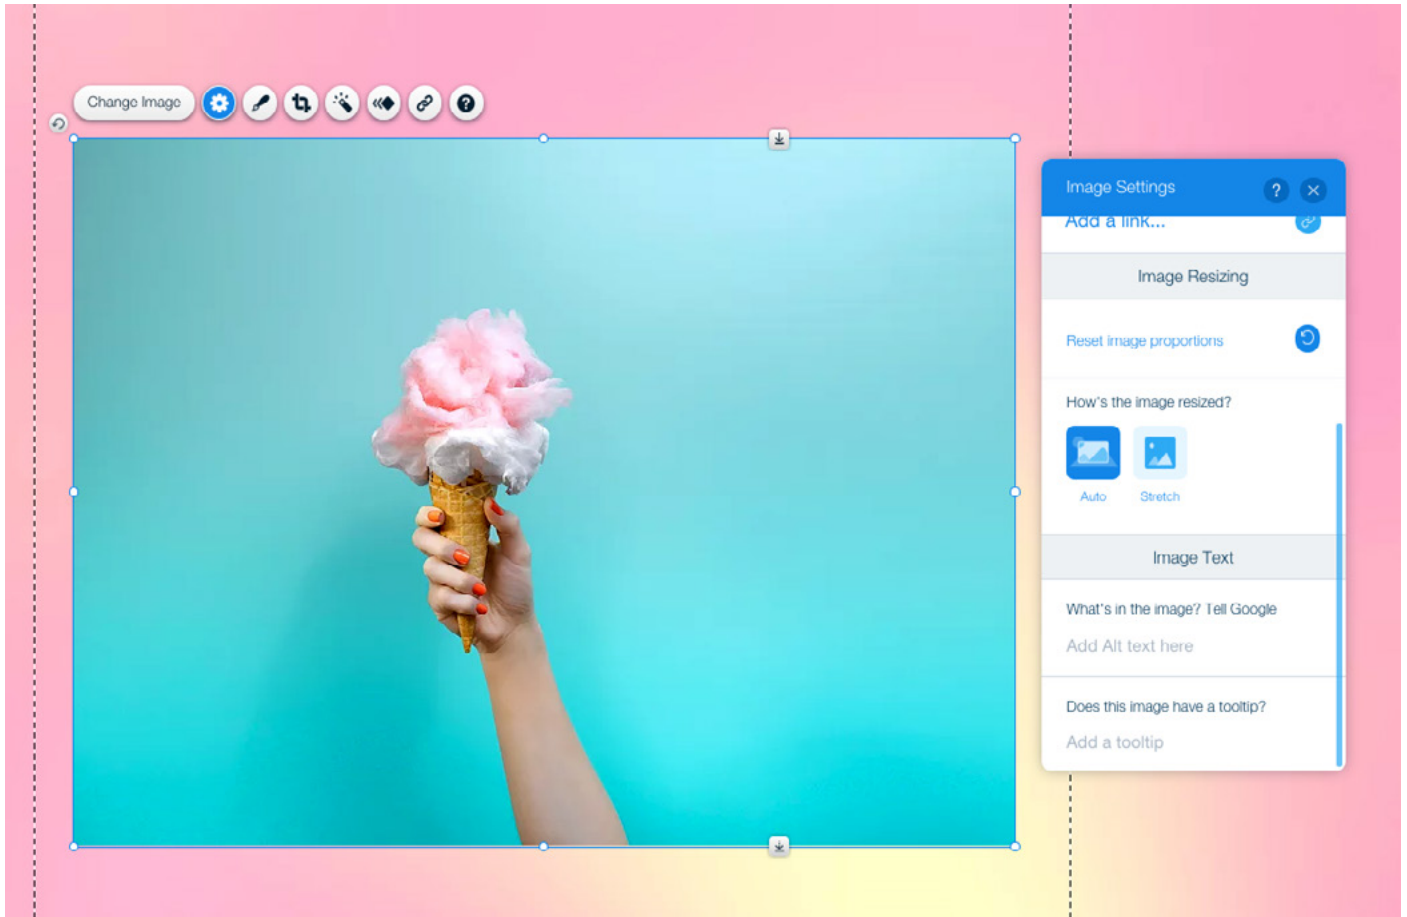 Change Image
Image Settings
Add a link...
Image Resizing
Reset image proportions
How's the image resized?
Auto
Stretch
Image Text
What's in the image? Tell Google
Add Alt text here
Does this image have a tooltip?
Add a tooltip